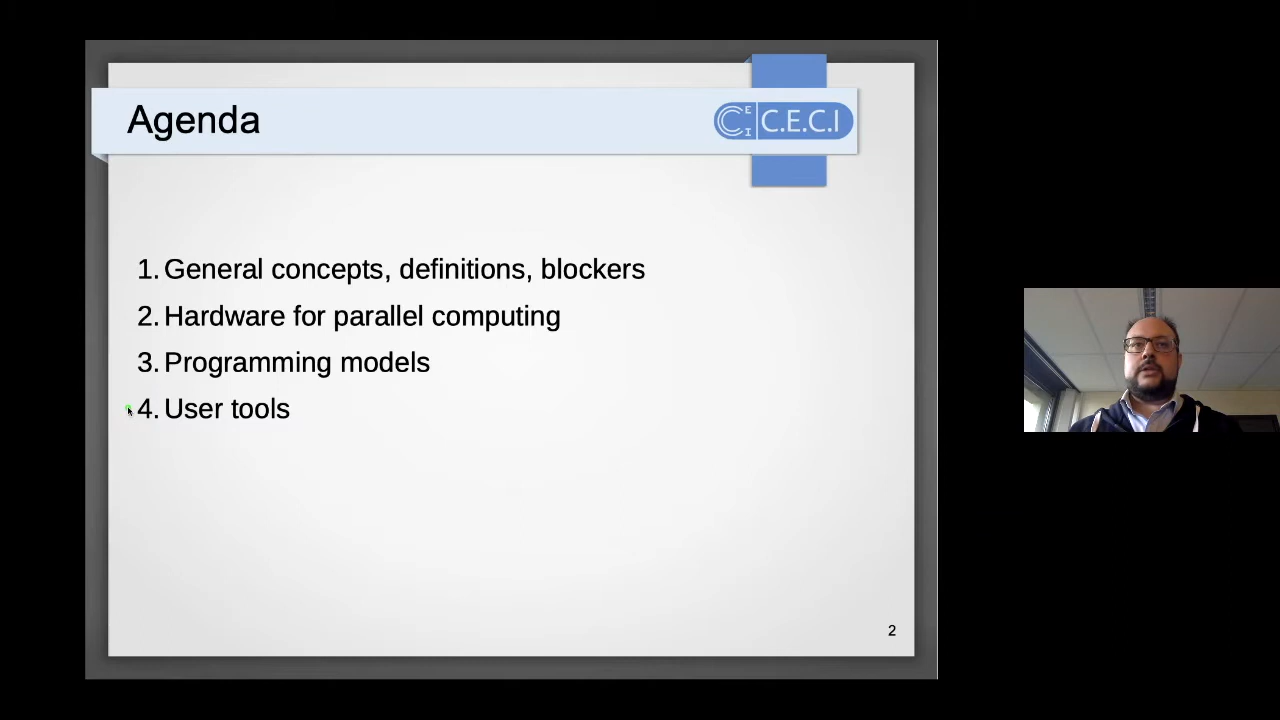 Agenda
C E I C.E.C.I
1. General concepts, definitions, blockers
2. Hardware for parallel computing
3. Programming models
4. User tools
2